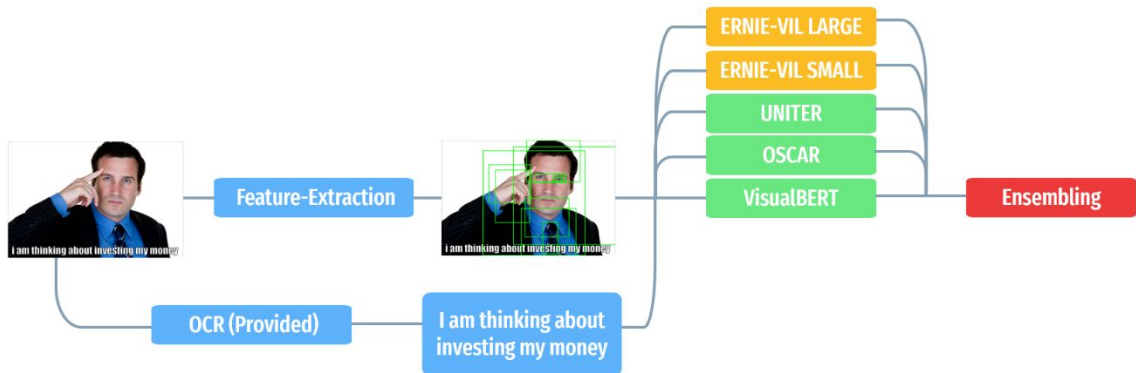 ERNIE-VIL LARGE
ERNIE-VIL SMALL
UNITER
OSCAR
VisualBERT
Feature-Extraction
Ensembling
i am thinking about investing my money
i am thinking about investing my money
OCR (Provided)
I am thinking about
investing my money